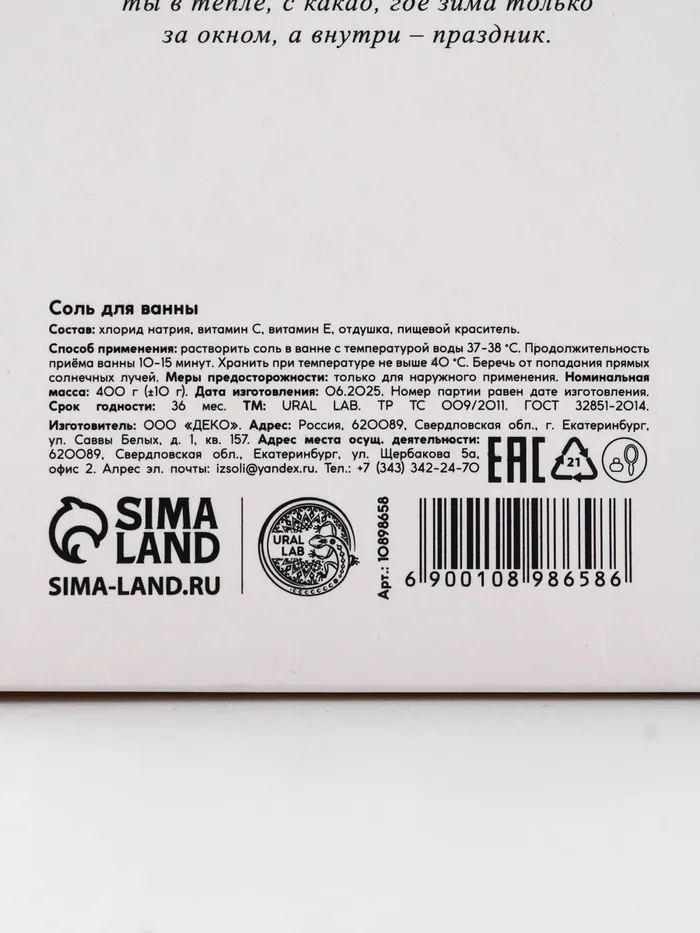 ты в тепле, с какао, где зима только
за окном, а внутри – праздник.
Соль для ванны
Состав: хлорид натрия, витамин С, витамин Е, отдушка, пищевой краситель.
Способ применения: растворить соль в ванне с температурой воды 37-38 °С. Продолжительность
приёма ванны 10-15 минут. Хранить при температуре не выше 40 °С. Беречь от попадания прямых
солнечных лучей. Меры предосторожности: только для наружного применения. Номинальная
масса: 400 г (±10 г). Дата изготовления: 06.2025. Номер партии равен дате изготовления.
Срок годности: 36 мес. ТМ: URAL LAB. ТР ТС 009/2011. ГОСТ 32851-2014.
Изготовитель: ООО «ДЕКО». Адрес: Россия, 620089, Свердловская обл., г. Екатеринбург,
ул. Саввы Белых, д. 1, кв. 157. Адрес места осущ. деятельности:
620089, Свердловская обл., Екатеринбург, ул. Щербакова 5а,
офис 2. Алрес эл. почты: izsoli@yandex.ru. Тел.: +7 (343) 342-24-70
EAC
21
SIMA
LAND
SIMA-LAND.RU
URAL
LAB
Арт.: 10898658
6 900108 986586